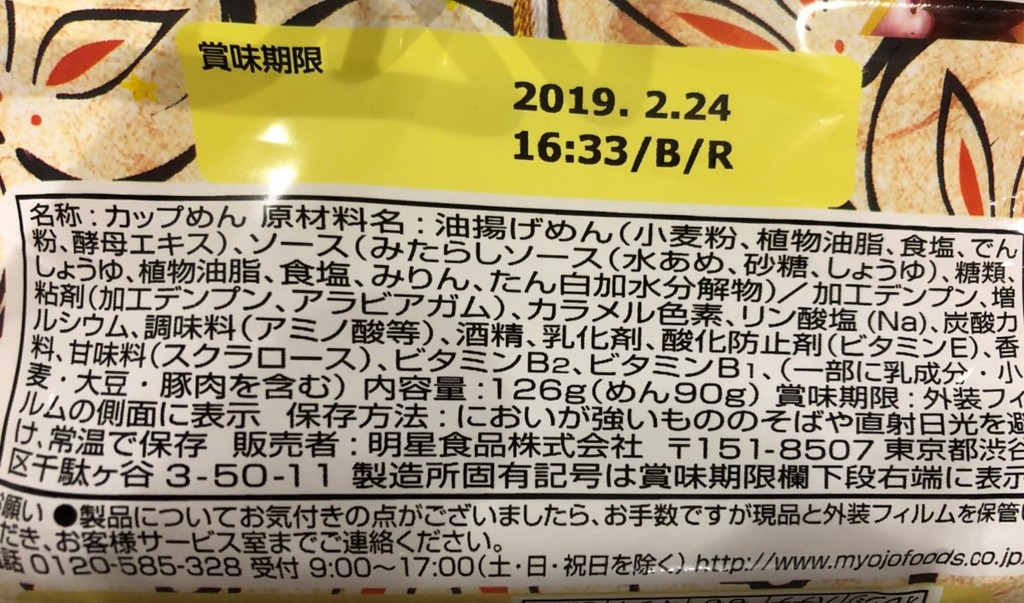 賞味期限
2019. 2.24
16:33/B/R
名称：カップめん 原材料名：油揚げめん(小麦粉、植物油脂、食塩、でん
粉、酵母エキス)、ソース(みたらしソース(水あめ、砂糖、しょうゆ)、糖類、
しょうゆ、植物油脂、食塩、みりん、たん白加水分解物)／加工デンプン、増
粘剤(加工デンプン、アラビアガム)、カラメル色素、リン酸塩(Na)、炭酸カ
ルシウム、調味料(アミノ酸等)、酒精、乳化剤、酸化防止剤(ビタミンE)、香
料、甘味料(スクラロース)、ビタミンB2、ビタミンB1、(一部に乳成分・小
麦・大豆・豚肉を含む) 内容量：126g(めん90g) 賞味期限：外装フィ
ルムの側面に表示 保存方法：においが強いもののそばや直射日光を避
け、常温で保存 販売者：明星食品株式会社 〒151-8507 東京都渋谷
区千駄ヶ谷 3-50-11 製造所固有記号は賞味期限欄下段右端に表示
願い ●製品についてお気付きの点がございましたら、お手数ですが現品と外装フィルムを保管い
だき、お客様サービス室までご連絡ください。
話 0120-585-328 受付 9:00～17:00(土・日・祝日を除く) http://www.myojofoods.co.jp